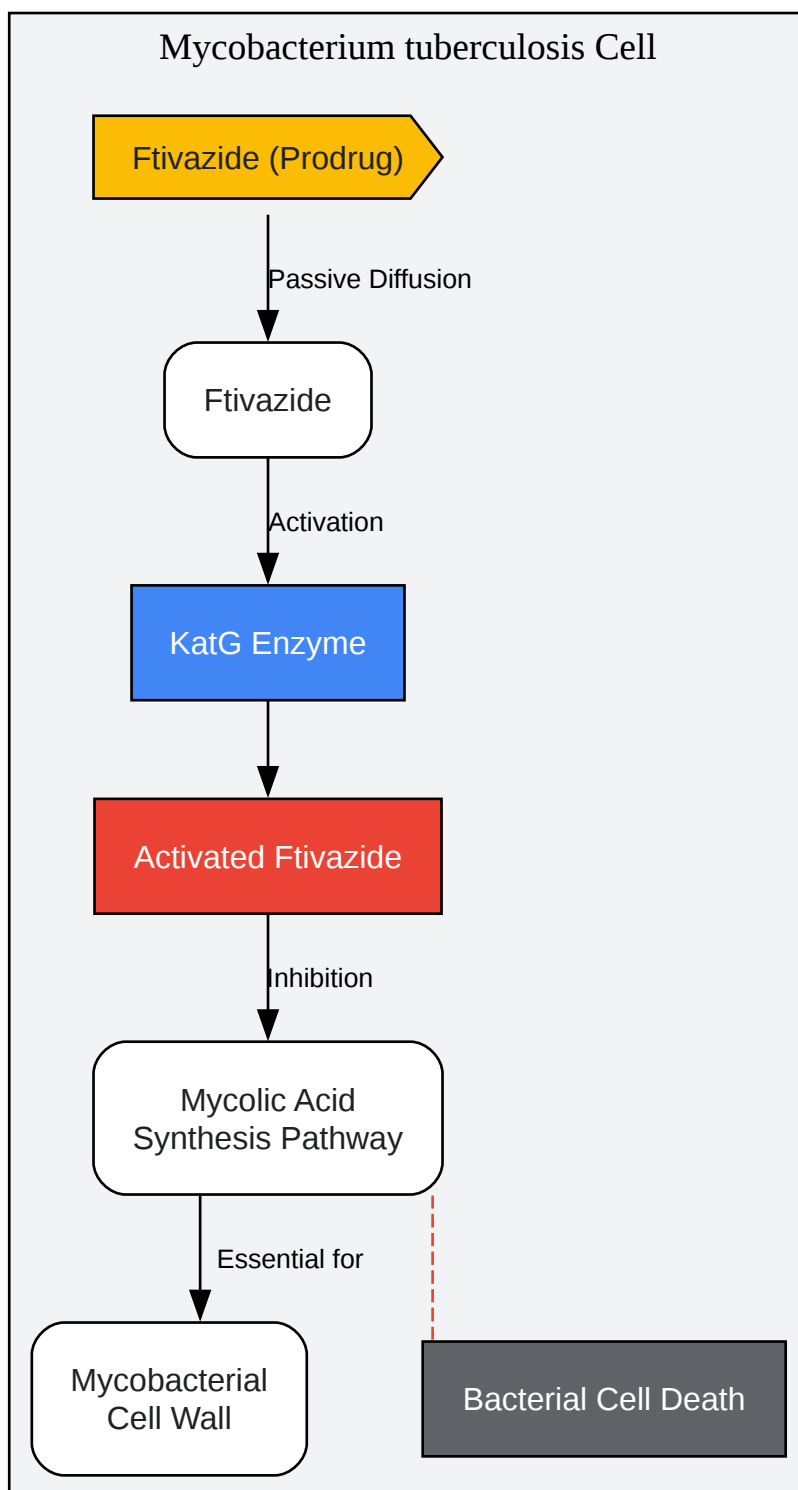 Mycobacterium tuberculosis Cell
Ftivazide (Prodrug)
Passive Diffusion
Ftivazide
Activation
KatG Enzyme
Activated Ftivazide
Inhibition
Mycolic Acid
Synthesis Pathway
Essential for
Mycobacterial
Cell Wall
Bacterial Cell Death